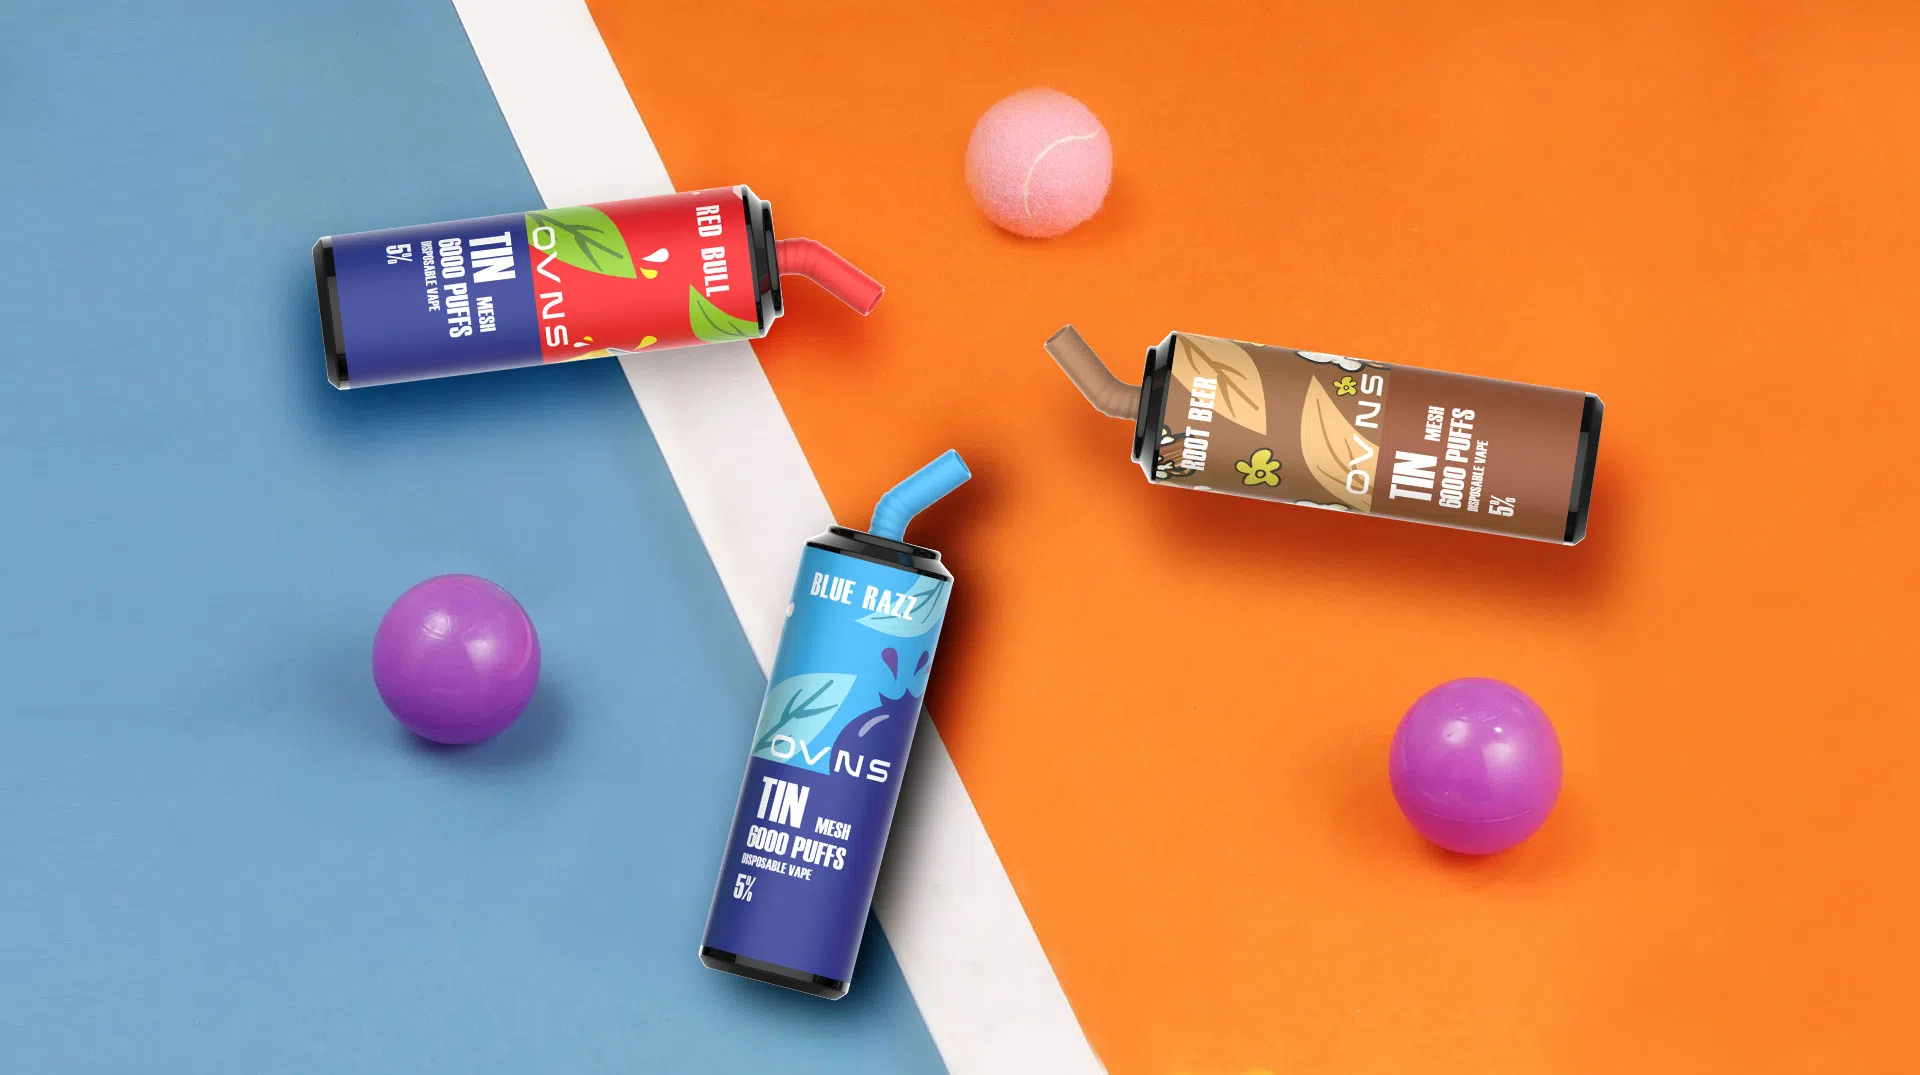 RED BULL
OVNS
TIN MESH
6000 PUFFS
DISPOSABLE VAPE
5%
ROOT BEER
OVNS
TIN MESH
6000 PUFFS
DISPOSABLE VAPE
5%
BLUE RAZZ
OVNS
TIN MESH
6000 PUFFS
DISPOSABLE VAPE
5%